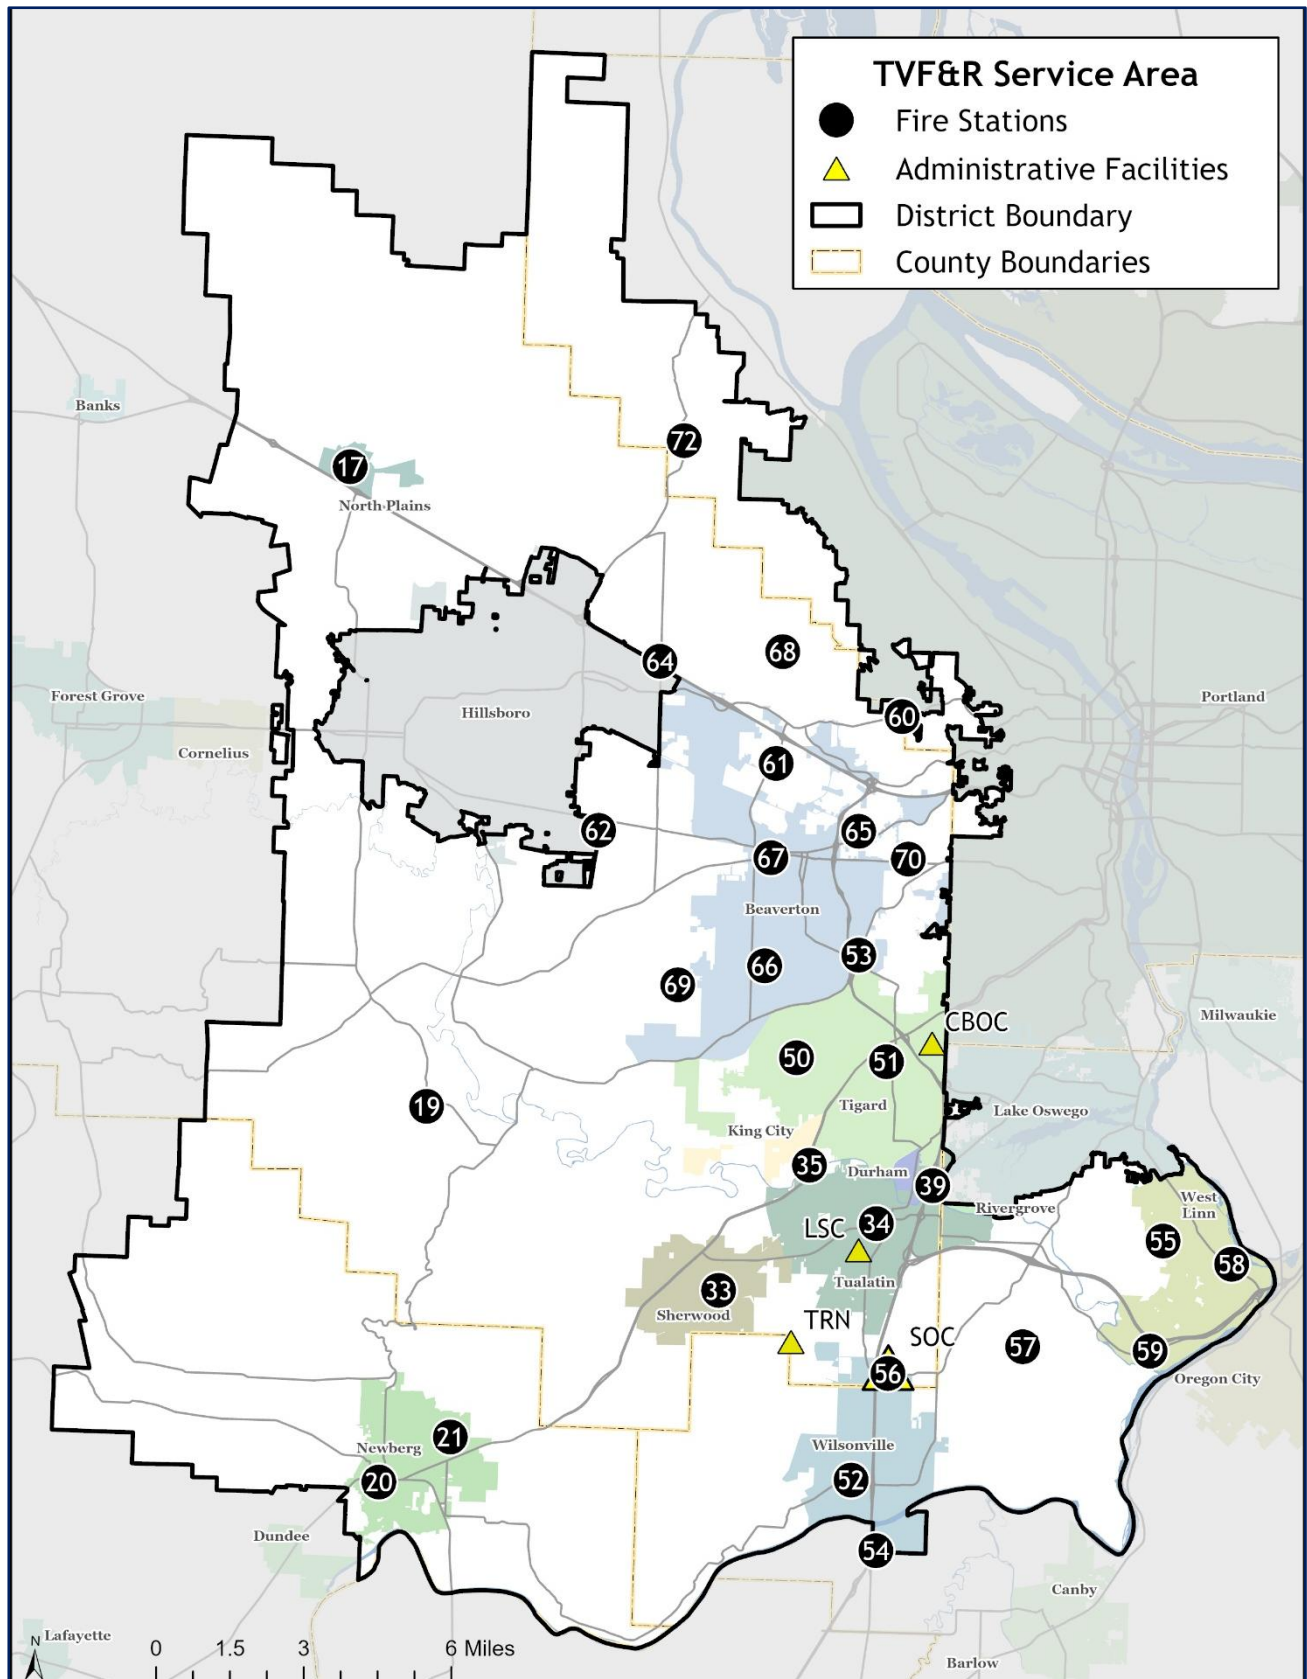 TVF&R Service Area
Fire Stations
Administrative Facilities
District Boundary
County Boundaries
Banks
72
17
North Plains
68
64
Forest Grove
Portland
Hillsboro
60
Cornelius
61
62
65
67
70
Beaverton
53
66
69
Milwaukie
CBOC
50
51
19
Tigard
Lake Oswego
King City
35
Durham
39
West
Linn
Rivergrove
LSC
34
55
58
Tualatin
33
Sherwood
TRN
SOC
57
59
56
Oregon City
21
Newberg
Wilsonville
20
52
Dundee
54
Canby
N
Lafayette
0 1.5 3 6 Miles
Barlow